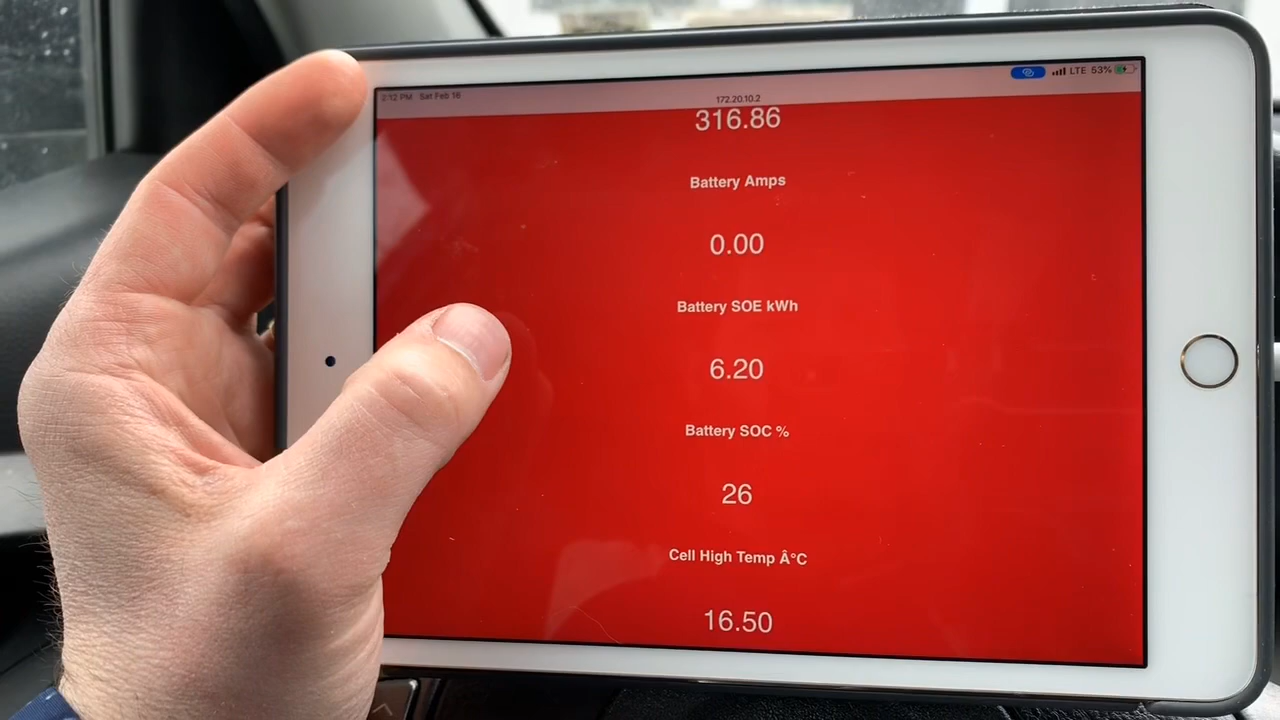 2:12 PM Sat Feb 16
LTE 53%
172.20.10.2
316.86
Battery Amps
0.00
Battery SOE kWh
6.20
Battery SOC %
26
Cell High Temp Â°C
16.50